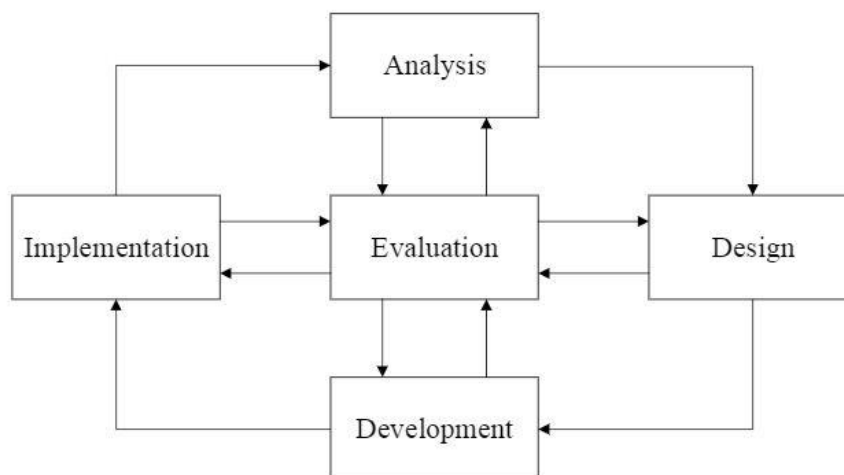 Analysis
Implementation
Evaluation
Design
Development